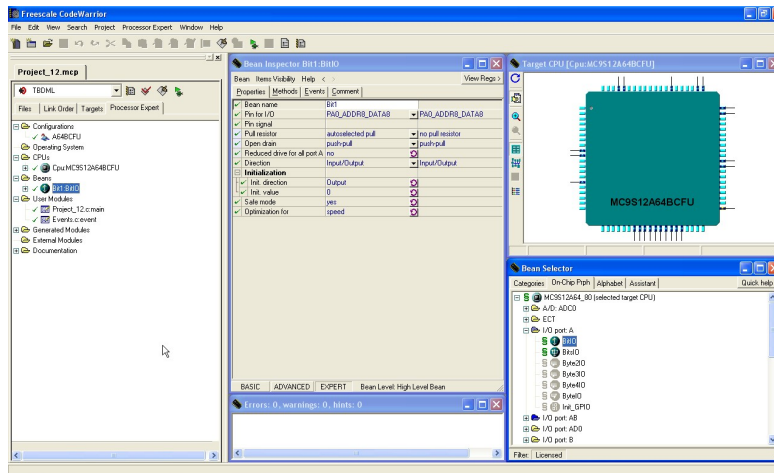 Freescale CodeWarrior
File Edit View Search Project Processor Expert Window Help
Project_12.mcp
TBDML
Files Link Order Targets Processor Expert
Configurations
A64BCFU
Operating System
CPUs
Cpu:MC9S12A64BCFU
Beans
Bit1:BitIO
User Modules
Project_12.c:main
Events.c:event
Generated Modules
External Modules
Documentation
Bean Inspector Bit1:BitIO
Bean Items Visibility Help < > View Regs >
Properties Methods Events Comment
Bean name Bit1
Pin for I/O PA0_ADDR8_DATA8 PA0_ADDR8_DATA8
Pin signal
Pull resistor autoselected pull no pull resistor
Open drain push-pull push-pull
Reduced drive for all port A no
Direction Input/Output Input/Output
Initialization
Init. direction Output
Init. value 0
Safe mode yes
Optimization for speed
BASIC ADVANCED EXPERT Bean Level: High Level Bean
Errors: 0, warnings: 0, hints: 0
Target CPU [Cpu:MC9S12A64BCFU]
MC9S12A64BCFU
Bean Selector
Categories On-Chip Prph Alphabet Assistant Quick help
MC9S12A64_80 (selected target CPU)
A/D: ADC0
ECT
I/O port: A
BitIO
BitsIO
Byte2IO
Byte3IO
Byte4IO
ByteIO
Init_GPIO
I/O port: AB
I/O port: AD0
I/O port: B
Filter: Licensed